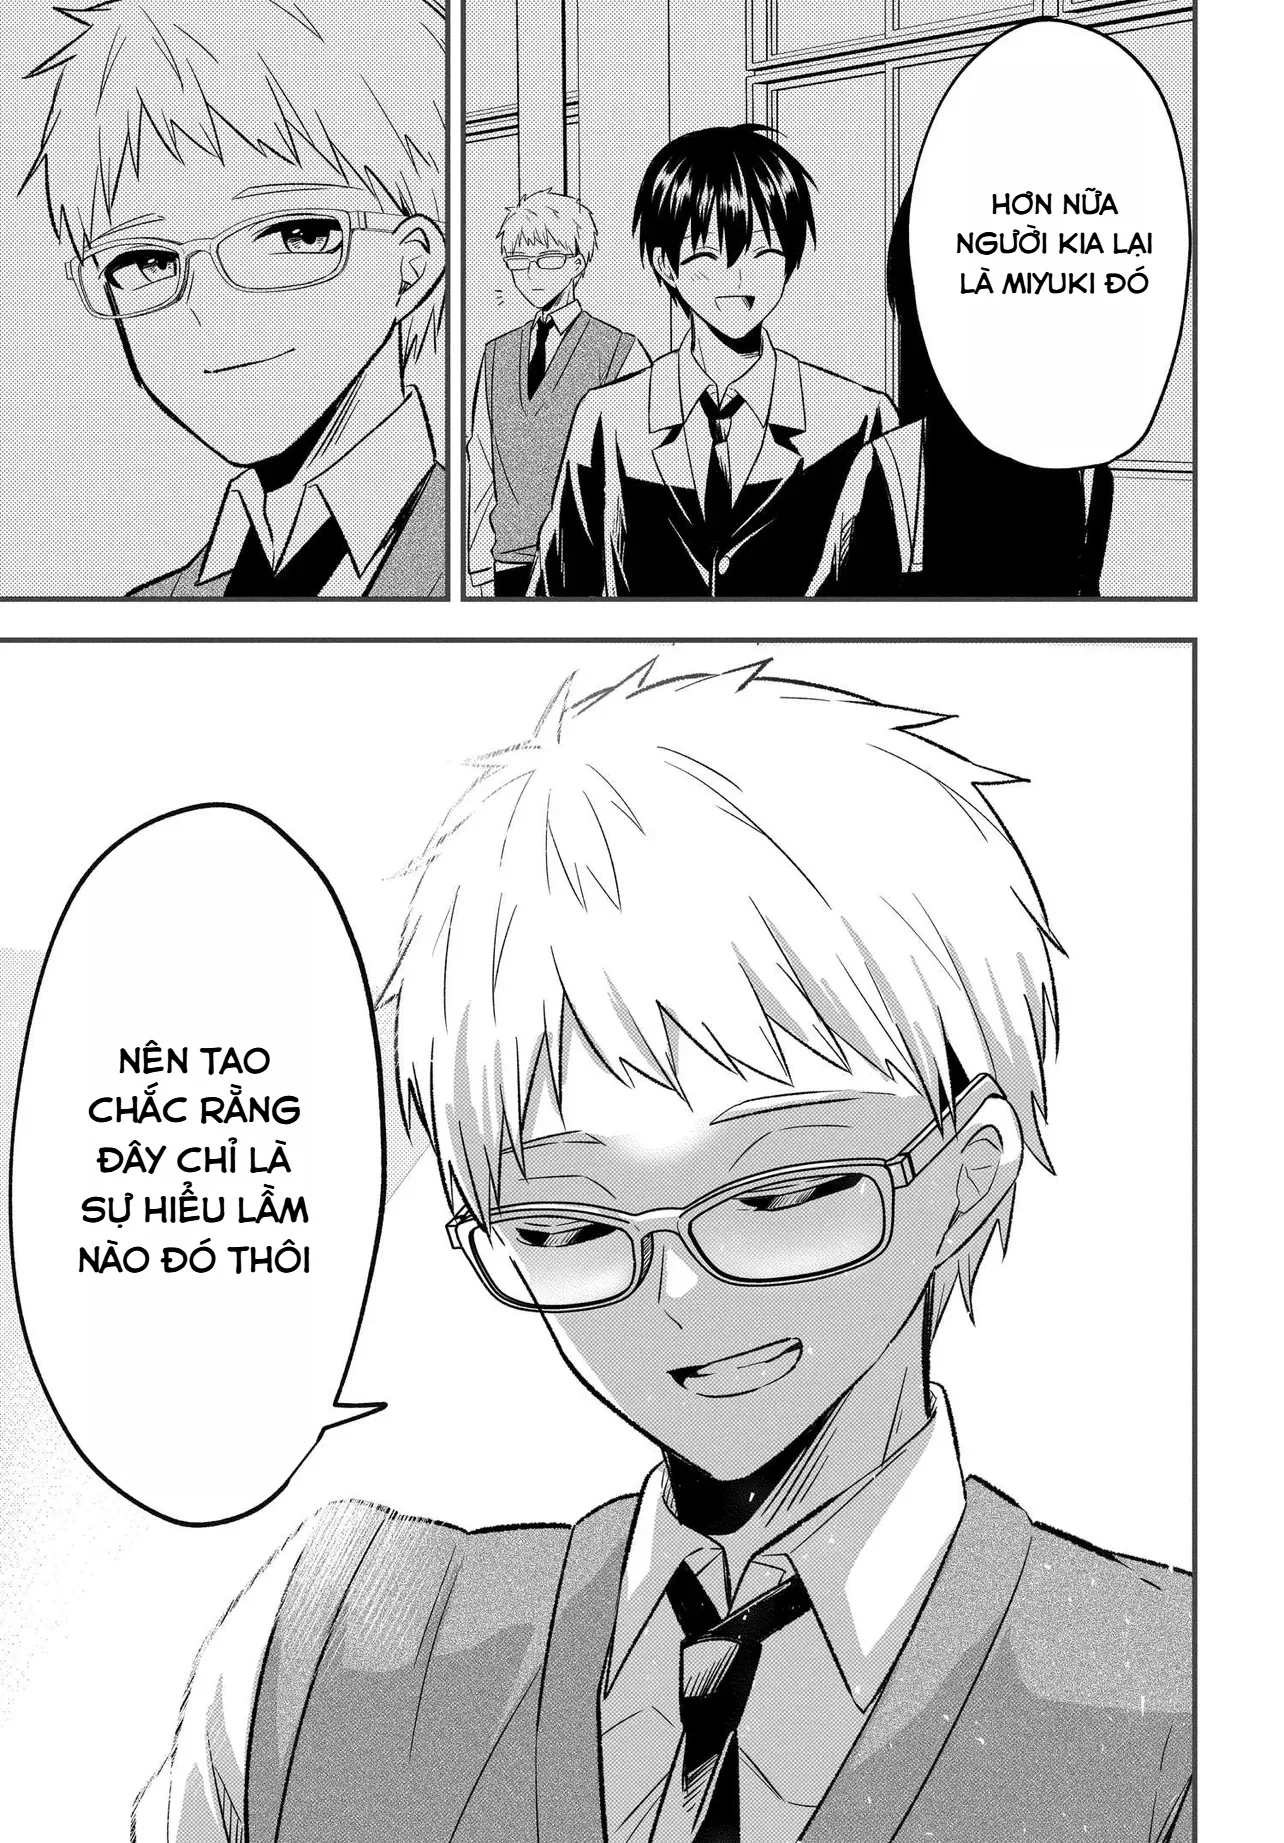 HƠN NỮA
NGƯỜI KIA LẠI
LÀ MIYUKI ĐÓ
NÊN TAO
CHẮC RẰNG
ĐÂY CHỈ LÀ
SỰ HIỂU LẦM
NÀO ĐÓ THÔI